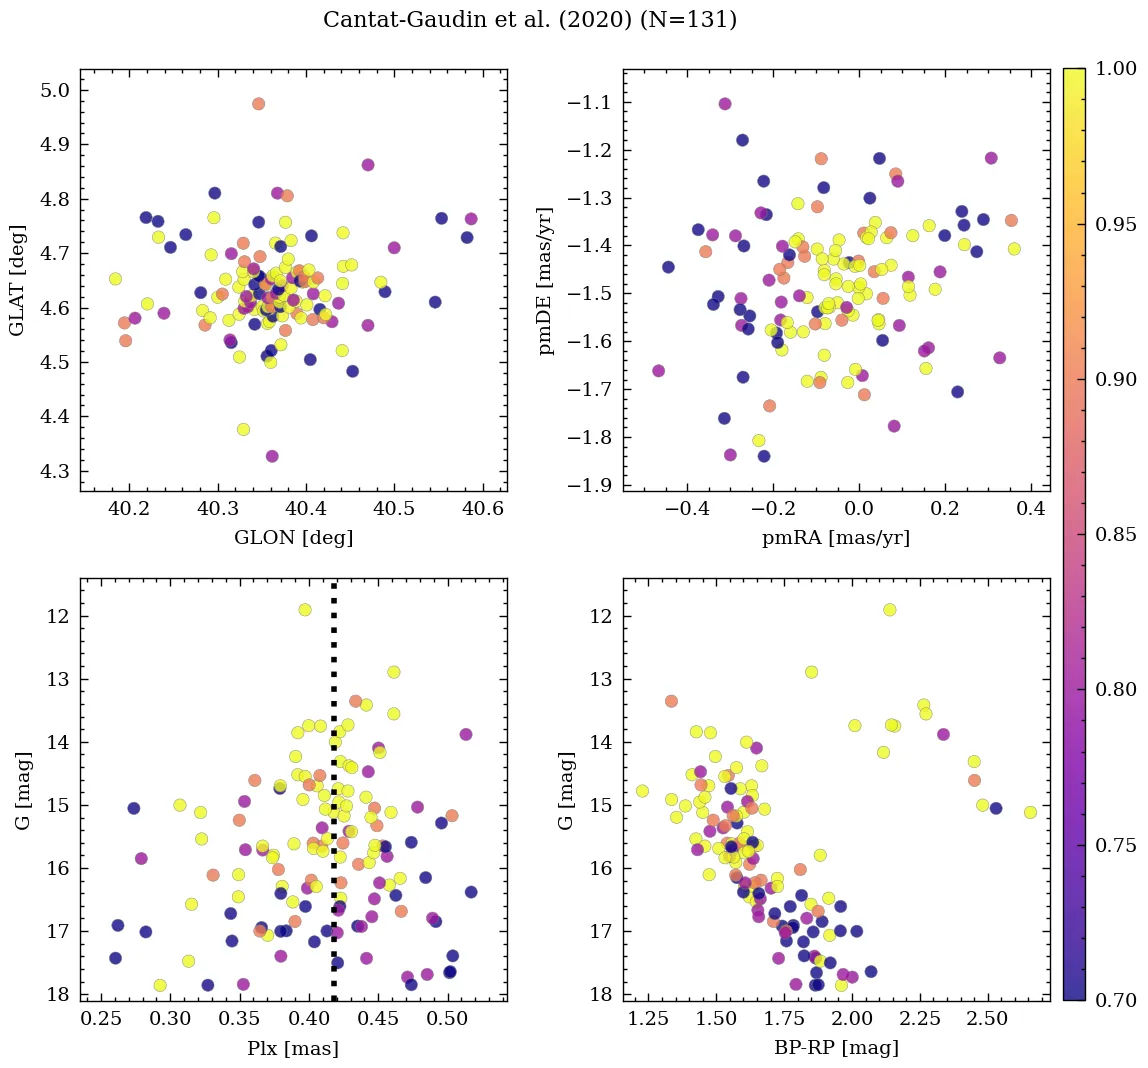 Cantat-Gaudin et al. (2020) (N=131)
5.0
4.9
4.8
4.7
4.6
4.5
4.4
4.3
GLAT [deg]
40.2 40.3 40.4 40.5 40.6
GLON [deg]
−1.1
−1.2
−1.3
−1.4
−1.5
−1.6
−1.7
−1.8
−1.9
pmDE [mas/yr]
−0.4 −0.2 0.0 0.2 0.4
pmRA [mas/yr]
12
13
14
15
16
17
18
G [mag]
0.25 0.30 0.35 0.40 0.45 0.50
Plx [mas]
12
13
14
15
16
17
18
G [mag]
1.25 1.50 1.75 2.00 2.25 2.50
BP-RP [mag]
1.00
0.95
0.90
0.85
0.80
0.75
0.70